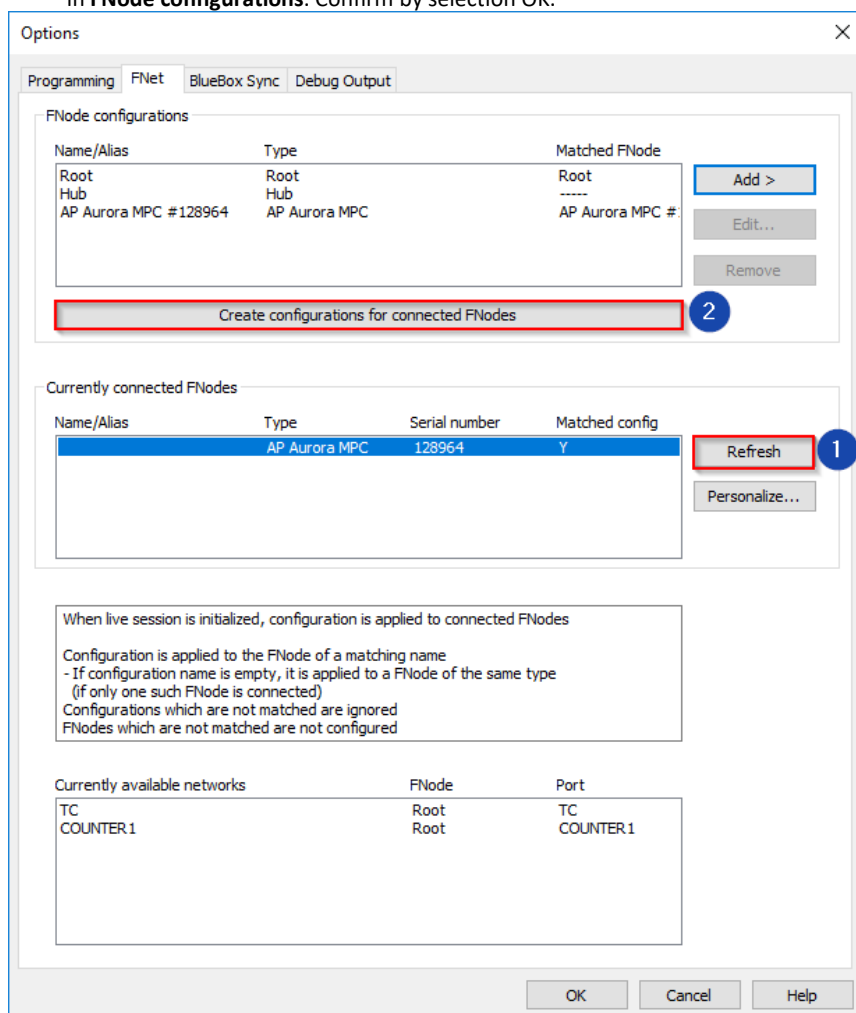 in FNode configurations. Confirm by selection OK.
Options
Programming FNet BlueBox Sync Debug Output
FNode configurations
Name/Alias Type Matched FNode
Root Root Root
Hub Hub -----
AP Aurora MPC #128964 AP Aurora MPC AP Aurora MPC #
Add >
Edit...
Remove
Create configurations for connected FNodes
2
Currently connected FNodes
Name/Alias Type Serial number Matched config
AP Aurora MPC 128964 Y
Refresh
1
Personalize...
When live session is initialized, configuration is applied to connected FNodes
Configuration is applied to the FNode of a matching name
- If configuration name is empty, it is applied to a FNode of the same type
(if only one such FNode is connected)
Configurations which are not matched are ignored
FNodes which are not matched are not configured
Currently available networks FNode Port
TC Root TC
COUNTER1 Root COUNTER1
OK Cancel Help